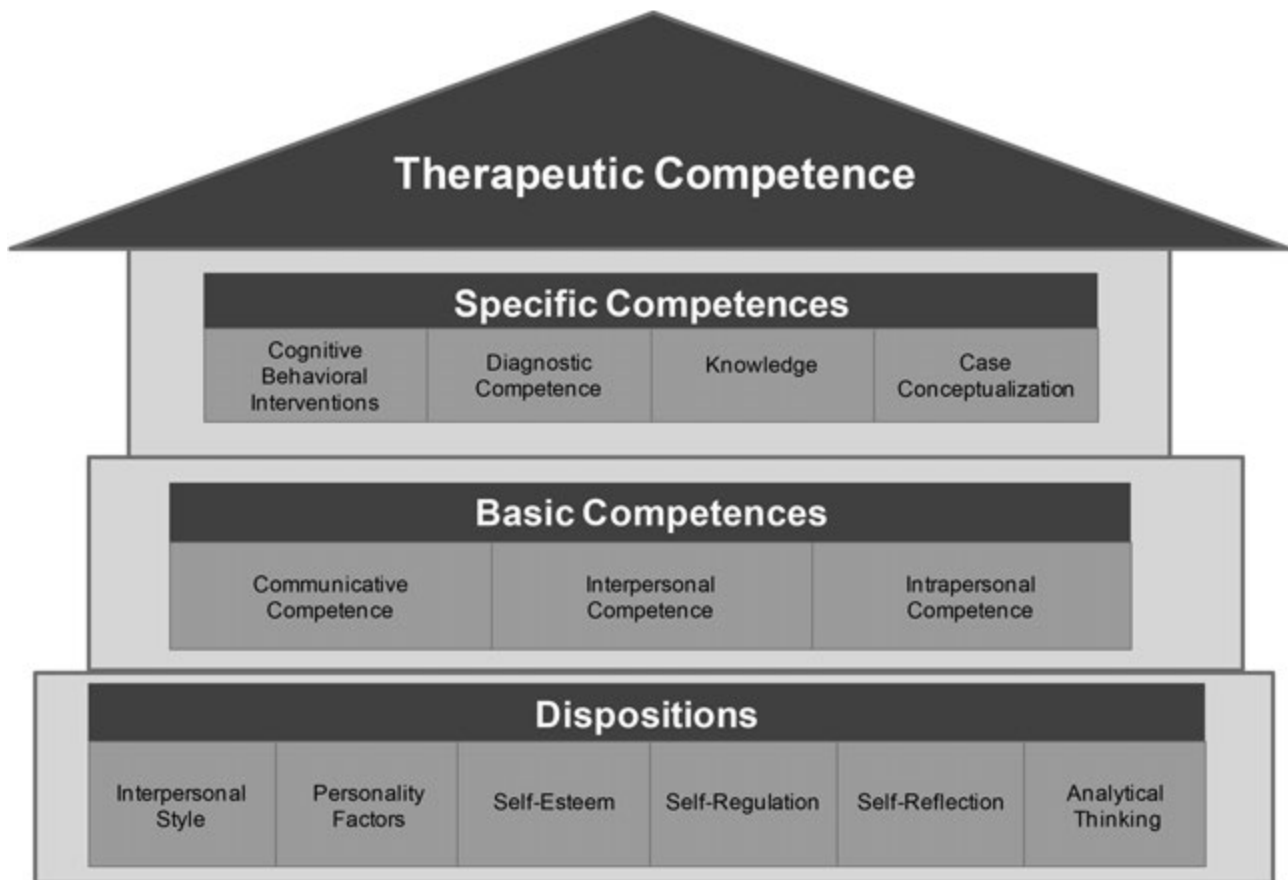 Therapeutic Competence
Specific Competences
Cognitive
Behavioral
Interventions
Diagnostic
Competence
Knowledge
Case
Conceptualization
Basic Competences
Communicative
Competence
Interpersonal
Competence
Intrapersonal
Competence
Dispositions
Interpersonal
Style
Personality
Factors
Self-Esteem
Self-Regulation
Self-Reflection
Analytical
Thinking